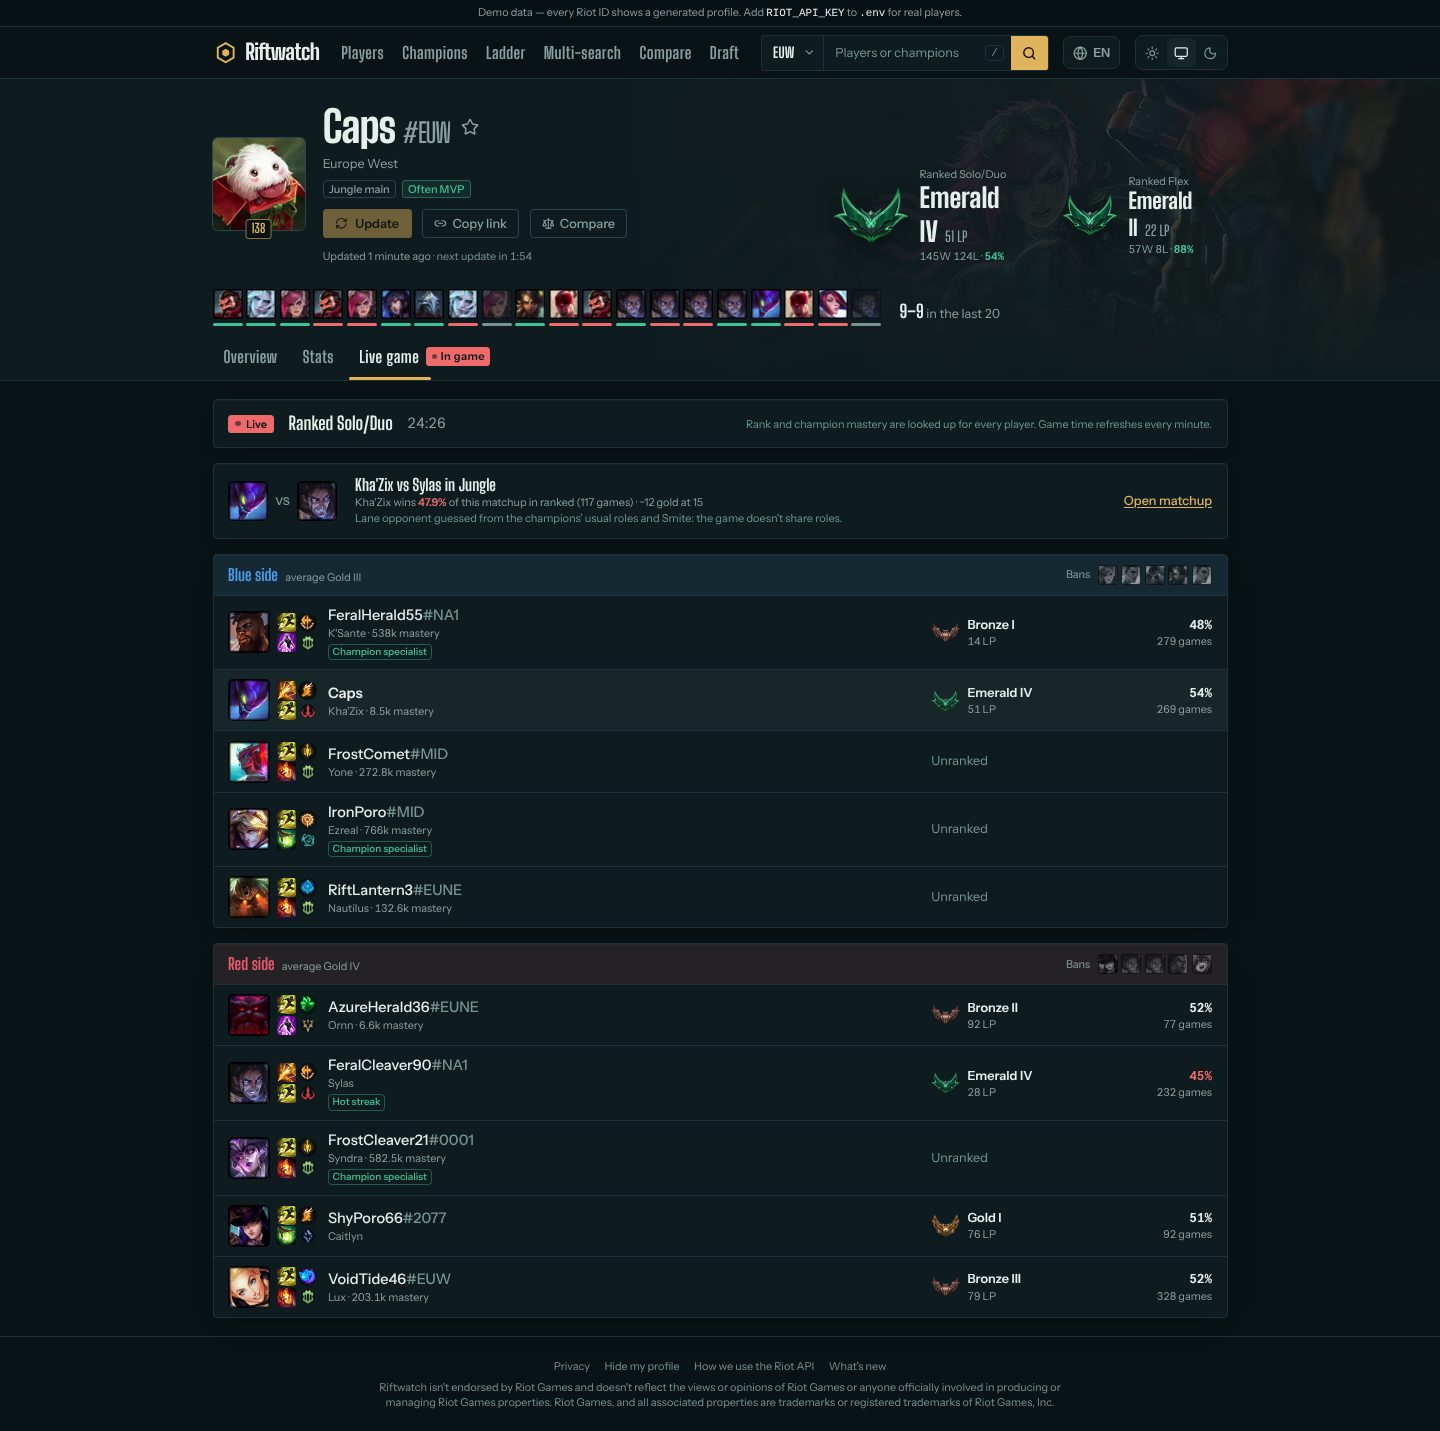 Demo data — every Riot ID shows a generated profile. Add RIOT_API_KEY to .env for real players.
Riftwatch Players Champions Ladder Multi-search Compare Draft EUW Players or champions / EN
Caps #EUW
Europe West
Jungle main Often MVP
138
Update Copy link Compare
Updated 1 minute ago · next update in 1:54
Ranked Solo/Duo
Emerald
IV 51 LP
145W 124L · 54%
Ranked Flex
Emerald
II 22 LP
57W 8L · 88%
9–9 in the last 20
Overview Stats Live game In game
Live Ranked Solo/Duo 24:26 Rank and champion mastery are looked up for every player. Game time refreshes every minute.
VS
Kha'Zix vs Sylas in Jungle
Kha'Zix wins 47.9% of this matchup in ranked (117 games) · −12 gold at 15
Lane opponent guessed from the champions' usual roles and Smite: the game doesn't share roles.
Open matchup
Blue side average Gold III Bans
FeralHerald55#NA1
K'Sante · 538k mastery
Champion specialist
Bronze I
14 LP
48%
279 games
Caps
Kha'Zix · 8.5k mastery
Emerald IV
51 LP
54%
269 games
FrostComet#MID
Yone · 272.8k mastery
Unranked
IronPoro#MID
Ezreal · 766k mastery
Champion specialist
Unranked
RiftLantern3#EUNE
Nautilus · 132.6k mastery
Unranked
Red side average Gold IV Bans
AzureHerald36#EUNE
Ornn · 6.6k mastery
Bronze II
92 LP
52%
77 games
FeralCleaver90#NA1
Sylas
Hot streak
Emerald IV
28 LP
45%
232 games
FrostCleaver21#0001
Syndra · 582.5k mastery
Champion specialist
Unranked
ShyPoro66#2077
Caitlyn
Gold I
76 LP
51%
92 games
VoidTide46#EUW
Lux · 203.1k mastery
Bronze III
79 LP
52%
328 games
Privacy Hide my profile How we use the Riot API What's new
Riftwatch isn't endorsed by Riot Games and doesn't reflect the views or opinions of Riot Games or anyone officially involved in producing or
managing Riot Games properties. Riot Games, and all associated properties are trademarks or registered trademarks of Riot Games, Inc.